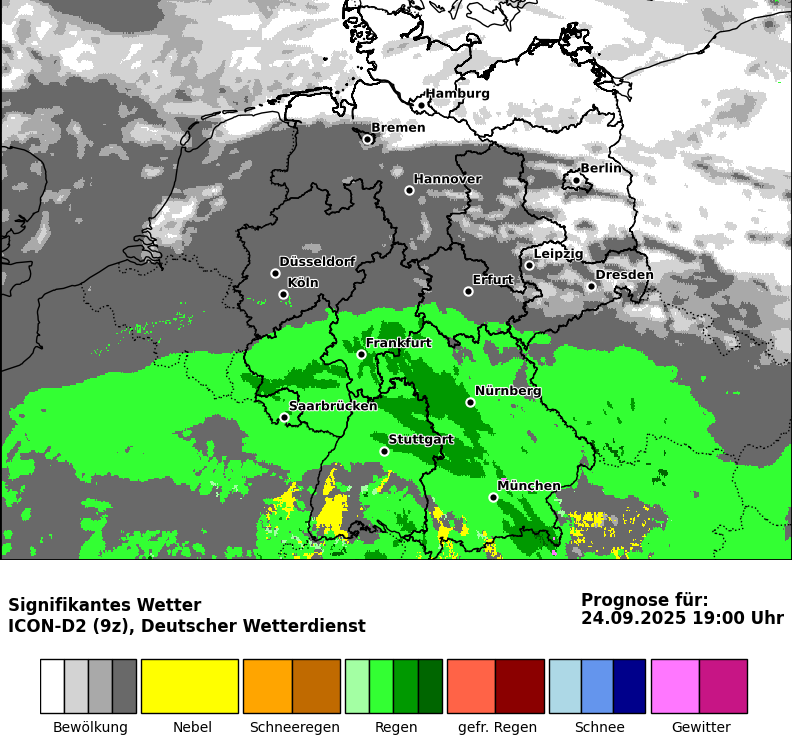 Hamburg
Bremen
Hannover
Berlin
Düsseldorf
Köln
Leipzig
Erfurt
Dresden
Frankfurt
Nürnberg
Saarbrücken
Stuttgart
München
Signifikantes Wetter
ICON-D2 (9z), Deutscher Wetterdienst
Prognose für:
24.09.2025 19:00 Uhr
Bewölkung
Nebel
Schneeregen
Regen
gefr. Regen
Schnee
Gewitter